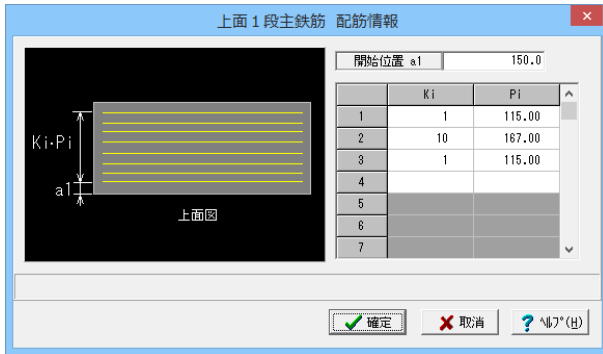 上面１段主鉄筋 配筋情報
開始位置 a1 150.0
Ki Pi
1 1 115.00
2 10 167.00
3 1 115.00
4
5
6
7
Ki・Pi
a1
上面図
確定 取消 ﾍﾙﾌﾟ(H)